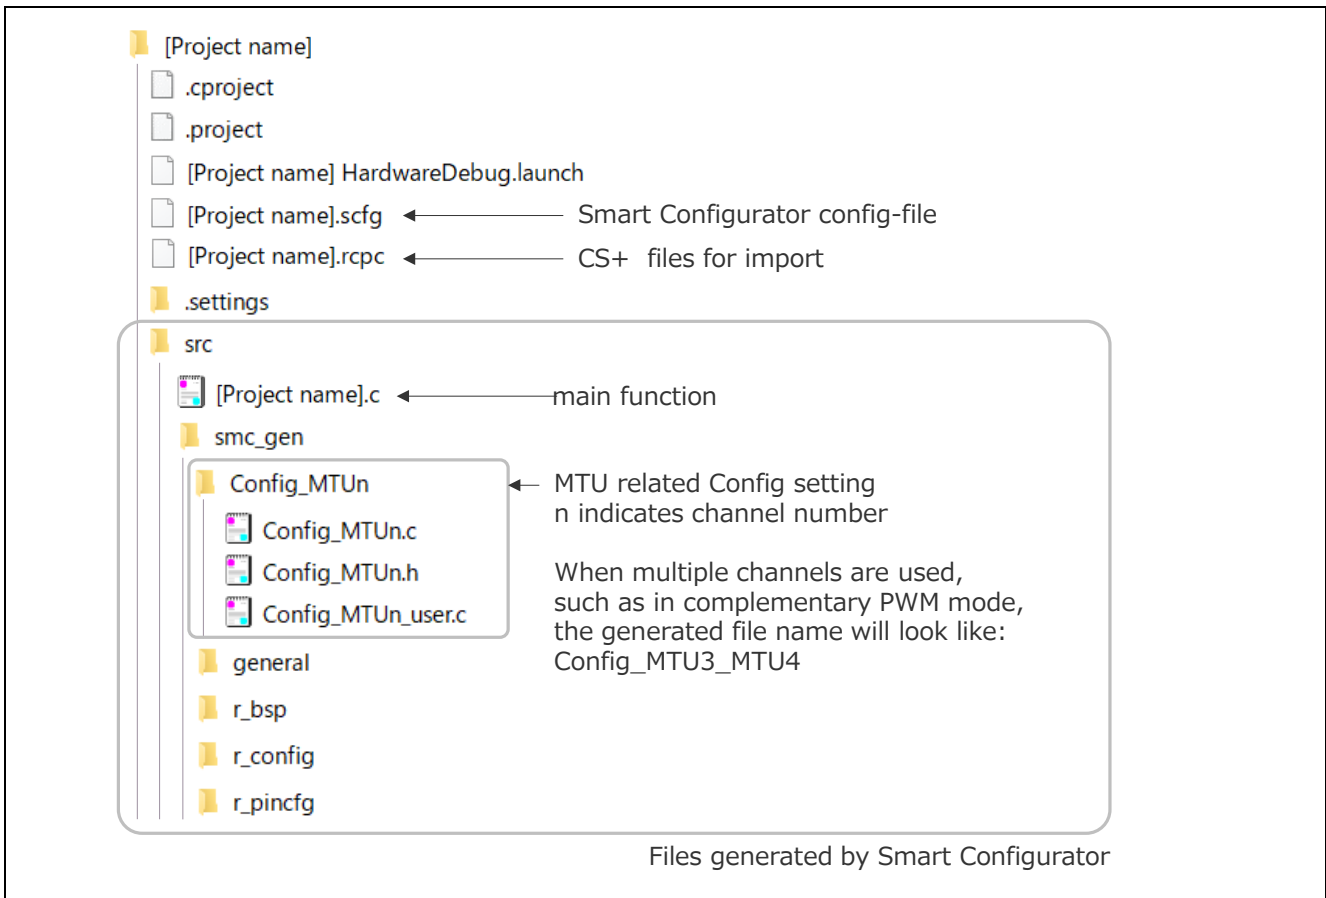 [Project name]
.cproject
.project
[Project name] HardwareDebug.launch
[Project name].scfg
Smart Configurator config-file
[Project name].rcpc
CS+ files for import
.settings
src
[Project name].c
main function
smc_gen
Config_MTUn
MTU related Config setting
n indicates channel number
Config_MTUn.c
Config_MTUn.h
Config_MTUn_user.c
When multiple channels are used,
such as in complementary PWM mode,
the generated file name will look like:
Config_MTU3_MTU4
general
r_bsp
r_config
r_pincfg
Files generated by Smart Configurator